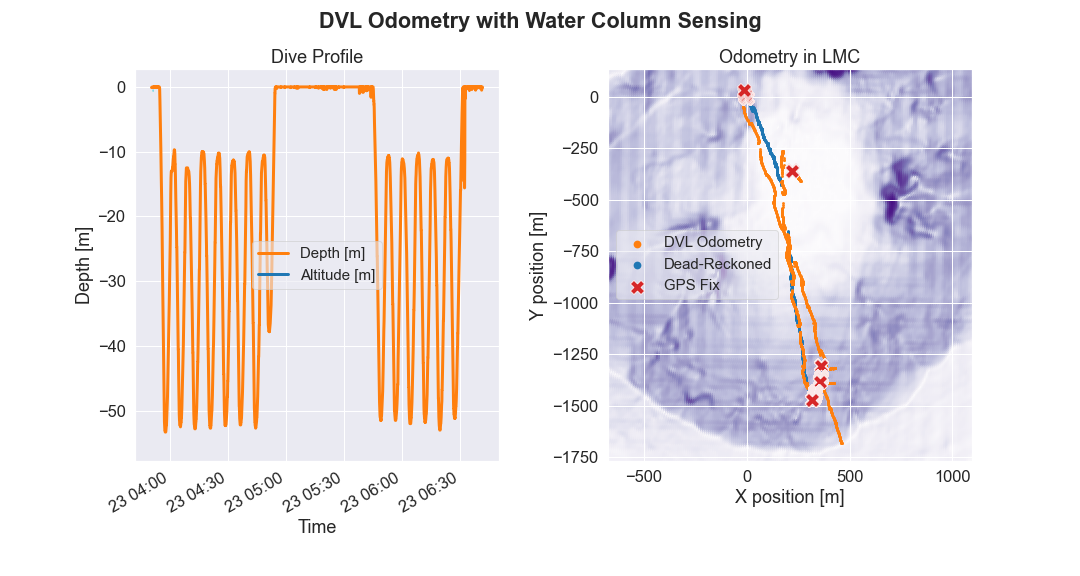 DVL Odometry with Water Column Sensing
Dive Profile
0
−10
−20
−30
−40
−50
Depth [m]
Depth [m]
Altitude [m]
23 04:00
23 04:30
23 05:00
23 05:30
23 06:00
23 06:30
Time
Odometry in LMC
0
−250
−500
−750
−1000
−1250
−1500
−1750
Y position [m]
DVL Odometry
Dead-Reckoned
GPS Fix
−500
0
500
1000
X position [m]